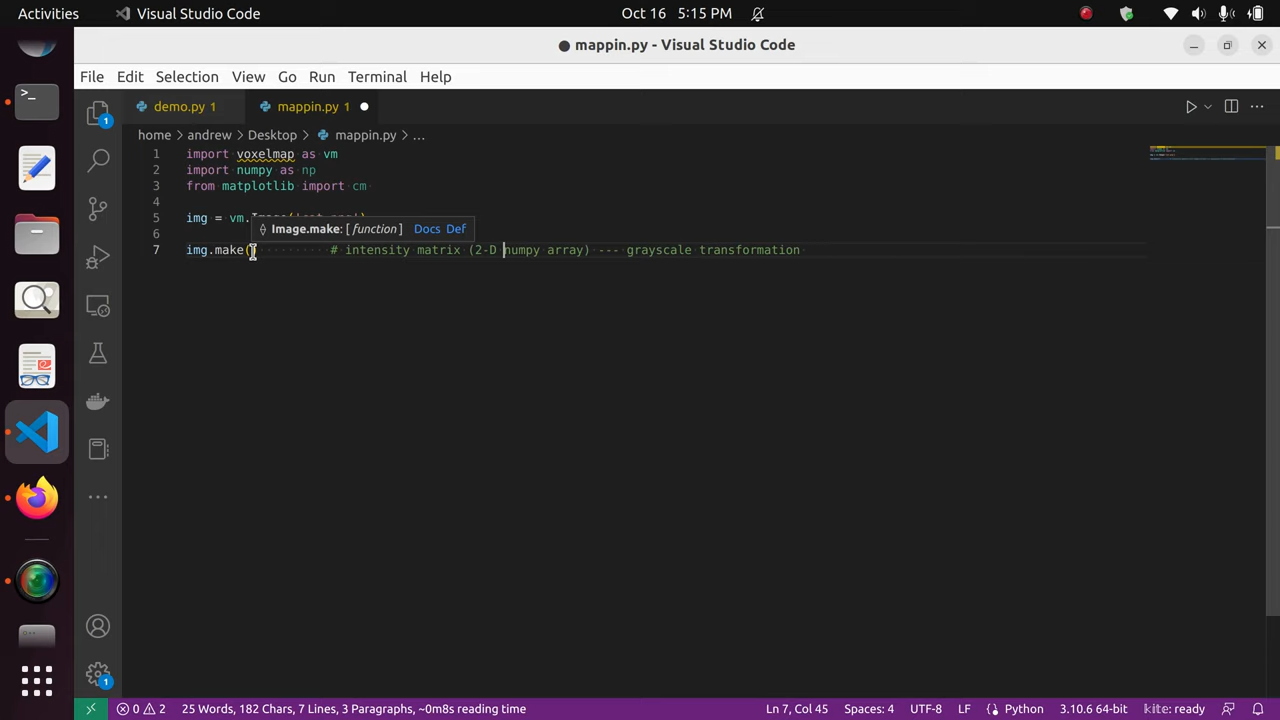 Activities Visual Studio Code Oct 16 5:15 PM
mappin.py - Visual Studio Code
File Edit Selection View Go Run Terminal Help
demo.py 1 mappin.py 1
home andrew Desktop mappin.py ...
1 import voxelmap as vm
2 import numpy as np
3 from matplotlib import cm
4
5 img = vm.
Image.make:[function] Docs Def
6
7 img.make() # intensity matrix (2-D numpy array) --- grayscale transformation
1
1
0 2 25 Words, 182 Chars, 7 Lines, 3 Paragraphs, ~0m8s reading time Ln 7, Col 45 Spaces: 4 UTF-8 LF Python 3.10.6 64-bit kite: ready